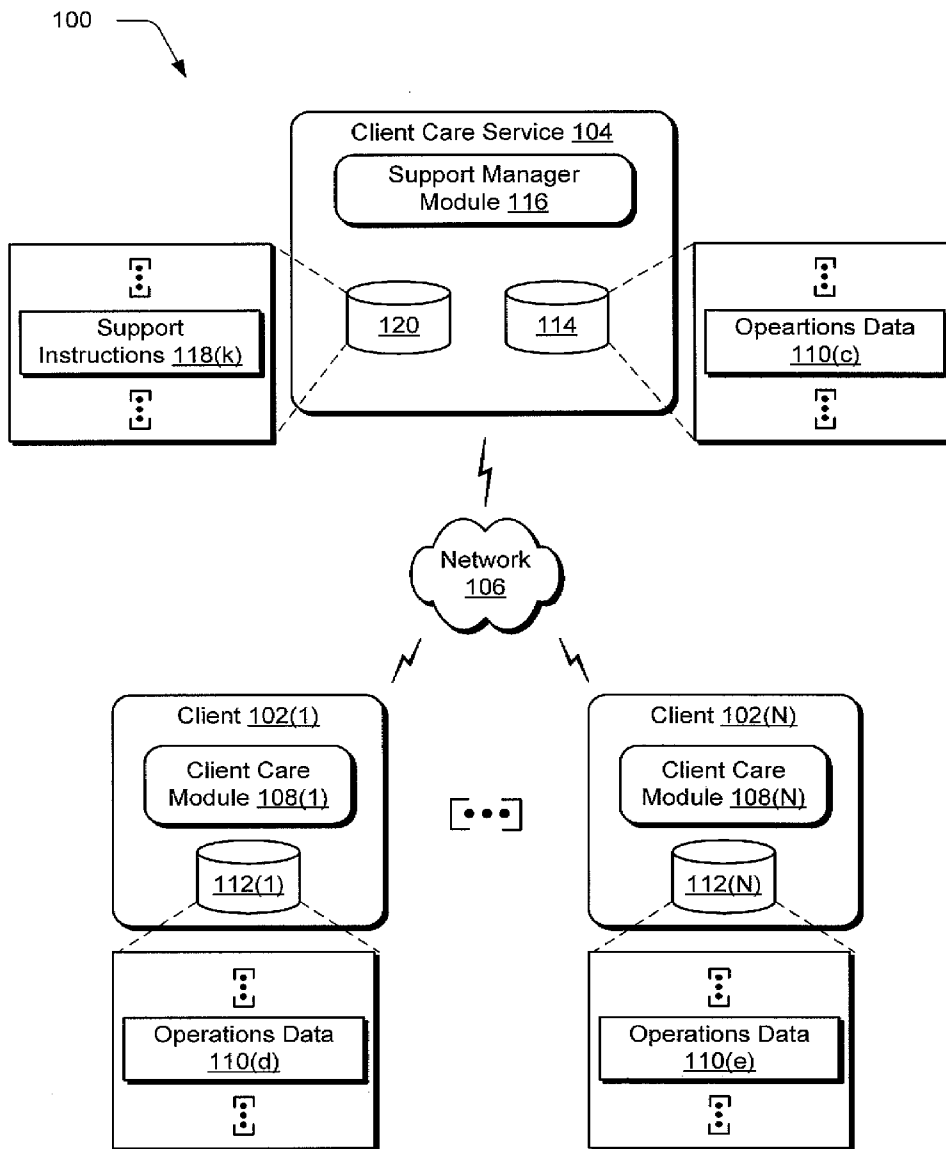 100
Client Care Service 104
Support Manager
Module 116
Support
Instructions 118(k)
120
114
Opeartions Data
110(c)
Network
106
Client 102(1)
Client Care
Module 108(1)
112(1)
Client 102(N)
Client Care
Module 108(N)
112(N)
Operations Data
110(d)
Operations Data
110(e)